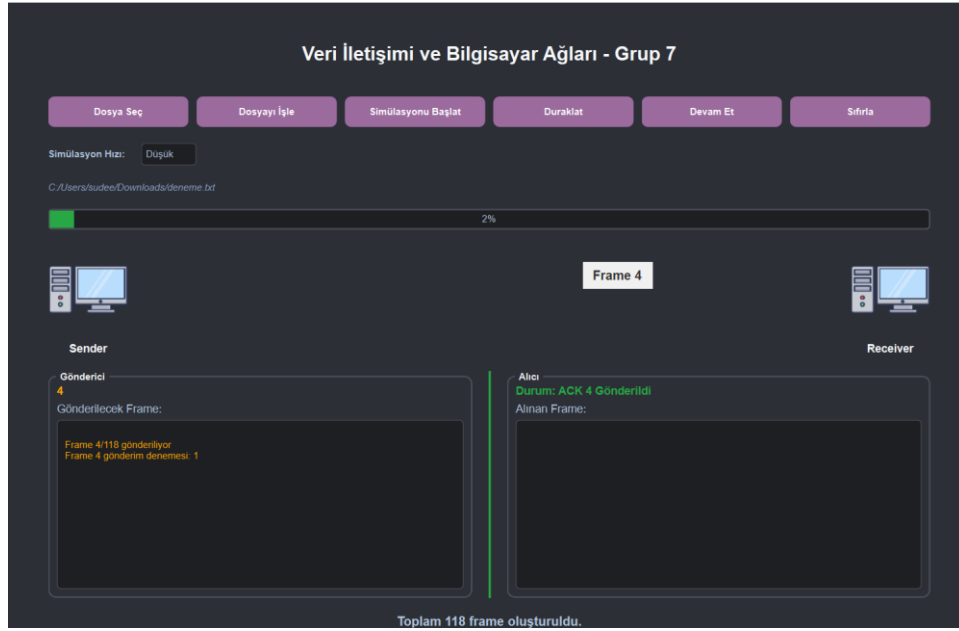 Veri İletişimi ve Bilgisayar Ağları - Grup 7
Dosya Seç
Dosyayı İşle
Simülasyonu Başlat
Duraklat
Devam Et
Sıfırla
Simülasyon Hızı: Düşük
C:/Users/sudee/Downloads/deneme.txt
2%
Frame 4
Sender
Receiver
Gönderici
4
Gönderilecek Frame:
Frame 4/118 gönderiliyor
Frame 4 gönderim denemesi: 1
Alıcı
Durum: ACK 4 Gönderildi
Alınan Frame:
Toplam 118 frame oluşturuldu.